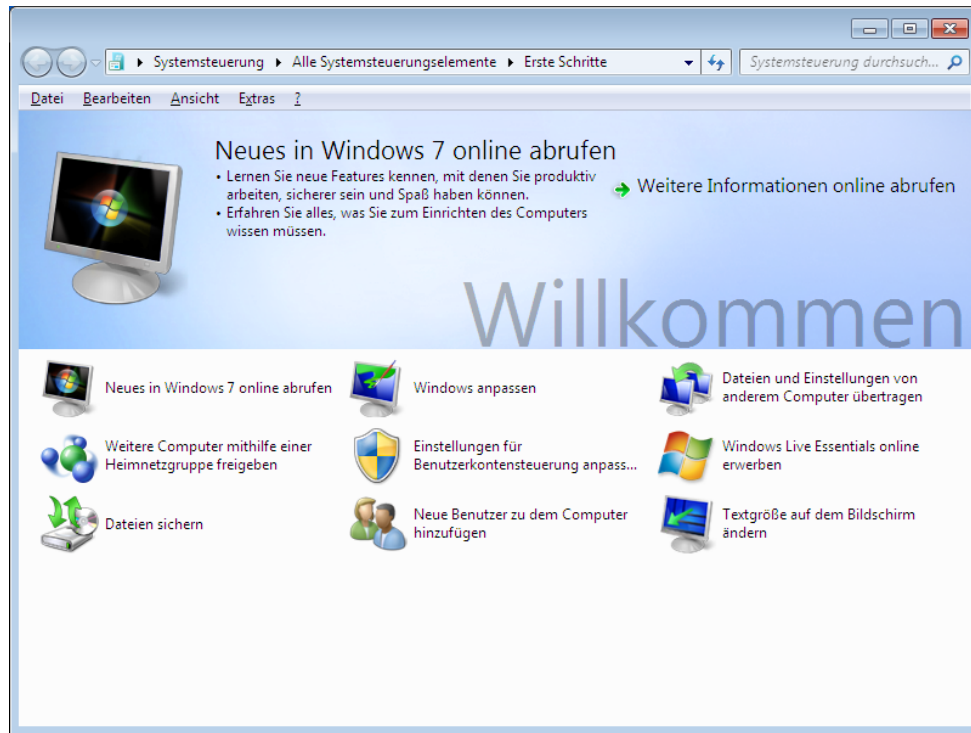 Systemsteuerung
Alle Systemsteuerungselemente
Erste Schritte
Systemsteuerung durchsuch...
Datei Bearbeiten Ansicht Extras ?
Neues in Windows 7 online abrufen
• Lernen Sie neue Features kennen, mit denen Sie produktiv
arbeiten, sicherer sein und Spaß haben können.
• Erfahren Sie alles, was Sie zum Einrichten des Computers
wissen müssen.
Weitere Informationen online abrufen
Willkommen
Neues in Windows 7 online abrufen
Windows anpassen
Dateien und Einstellungen von
anderem Computer übertragen
Weitere Computer mithilfe einer
Heimnetzgruppe freigeben
Einstellungen für
Benutzerkontensteuerung anpass...
Windows Live Essentials online
erwerben
Dateien sichern
Neue Benutzer zu dem Computer
hinzufügen
Textgröße auf dem Bildschirm
ändern